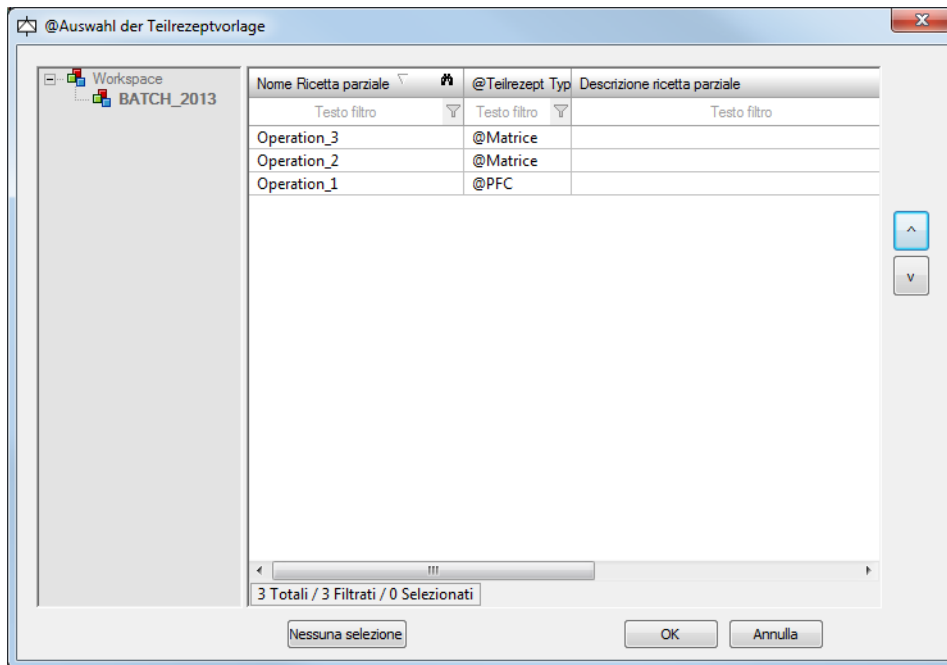 @Auswahl der Teilrezeptvorlage
Workspace
BATCH_2013
Nome Ricetta parziale @Teilrezept Typ Descrizione ricetta parziale
Testo filtro Testo filtro Testo filtro
Operation_3 @Matrice
Operation_2 @Matrice
Operation_1 @PFC
^
v
3 Totali / 3 Filtrati / 0 Selezionati
Nessuna selezione OK Annulla